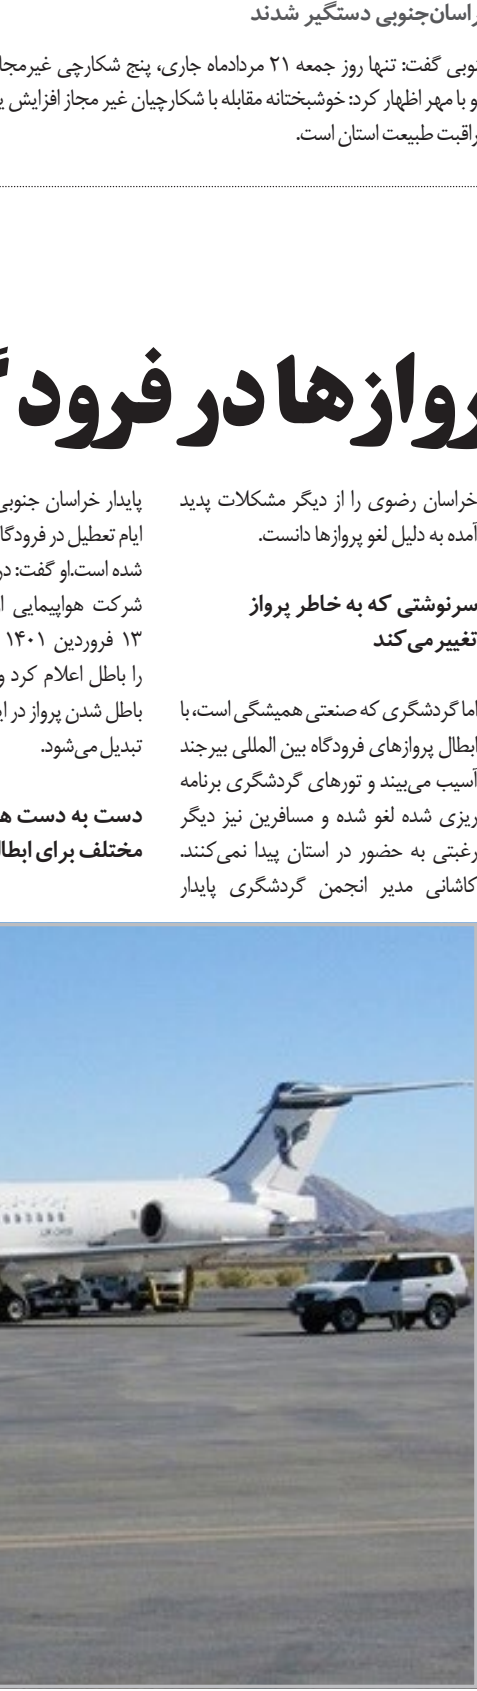 راسان‌جنوبی دستگیر شدند
نوبی گفت: تنها روز جمعه ۲۱ مردادماه جاری، پنج شکارچی غیرمجا
و با مهر اظهار کرد: خوشبختانه مقابله با شکارچیان غیر مجاز افزایش ی
راقبت طبیعت استان است.
روازها در فرودگ
خراسان رضوی را از دیگر مشکلات پدید
آمده به دلیل لغو پروازها دانست.
سرنوشتی که به خاطر پرواز
تغییر می‌کند
اما گردشگری که صنعتی همیشگی است، با
ابطال پروازهای فرودگاه بین المللی بیرجند
آسیب می‌بیند و تورهای گردشگری برنامه
ریزی شده لغو شده و مسافرین نیز دیگر
رغبتی به حضور در استان پیدا نمی‌کنند.
کاشانی مدیر انجمن گردشگری پایدار
پایدار خراسان جنوبی
ایام تعطیل در فرودگا
شده است.او گفت: در
شرکت هواپیمایی ا
۱۳ فروردین ۱۴۰۱
را باطل اعلام کرد و
باطل شدن پرواز در ای
تبدیل می‌شود.
دست به دست ه
مختلف برای ابطا